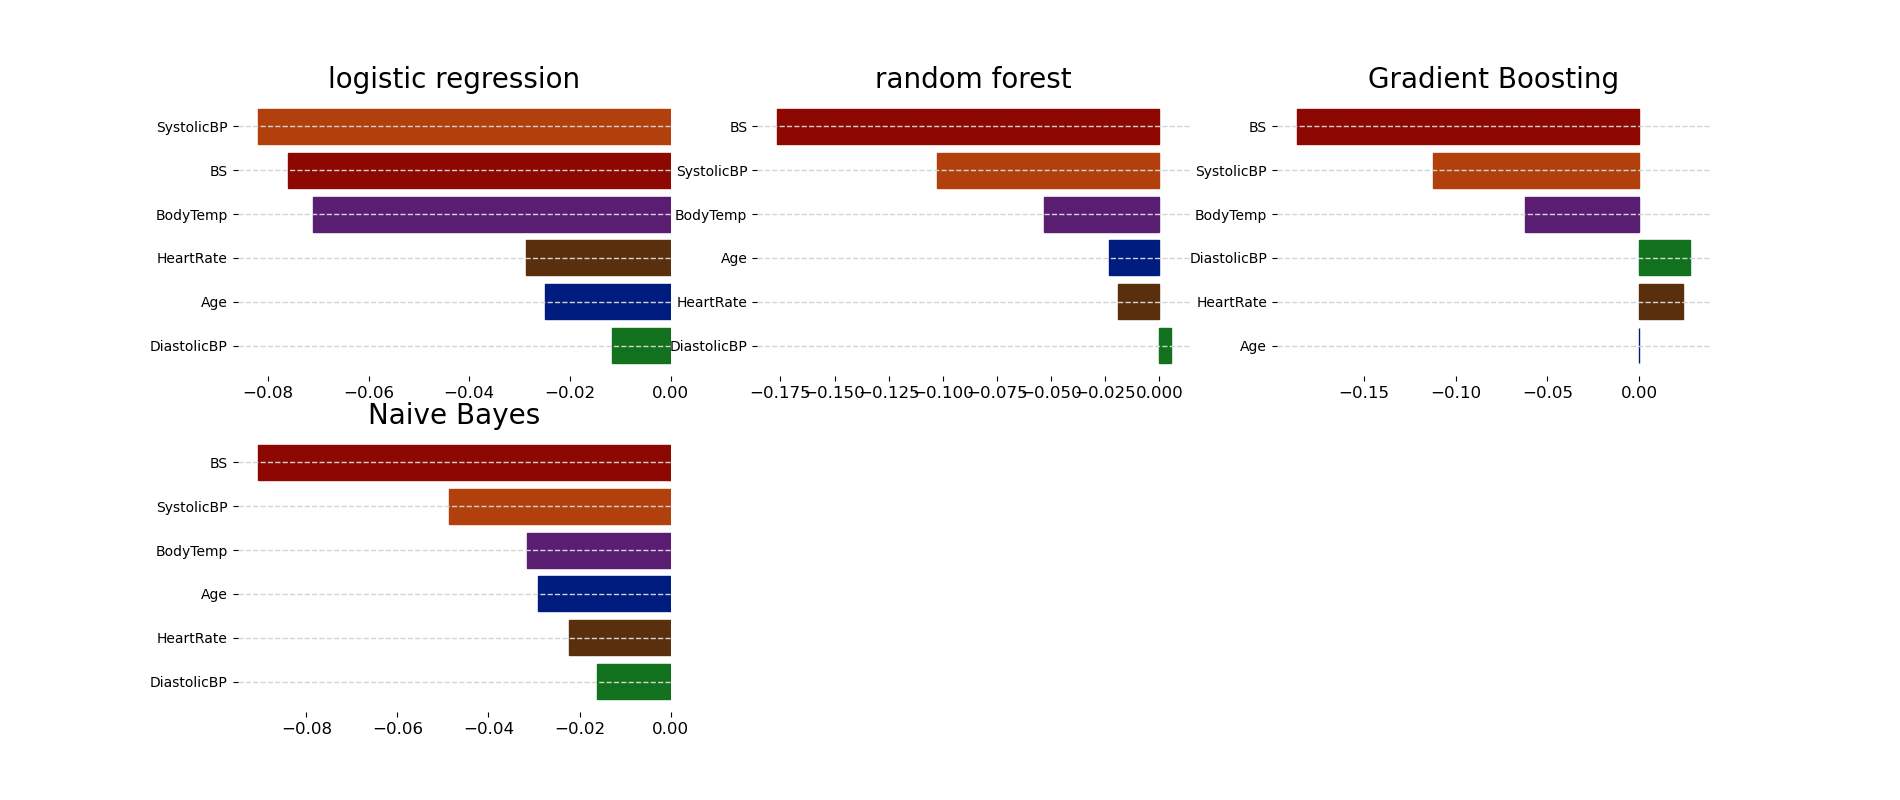 logistic regression
SystolicBP
BS
BodyTemp
HeartRate
Age
DiastolicBP
−0.08 −0.06 −0.04 −0.02 0.00
random forest
BS
SystolicBP
BodyTemp
Age
HeartRate
DiastolicBP
−0.175 −0.150 −0.125 −0.100 −0.075 −0.050 −0.025 0.000
Gradient Boosting
BS
SystolicBP
BodyTemp
DiastolicBP
HeartRate
Age
−0.15 −0.10 −0.05 0.00
Naive Bayes
BS
SystolicBP
BodyTemp
Age
HeartRate
DiastolicBP
−0.08 −0.06 −0.04 −0.02 0.00